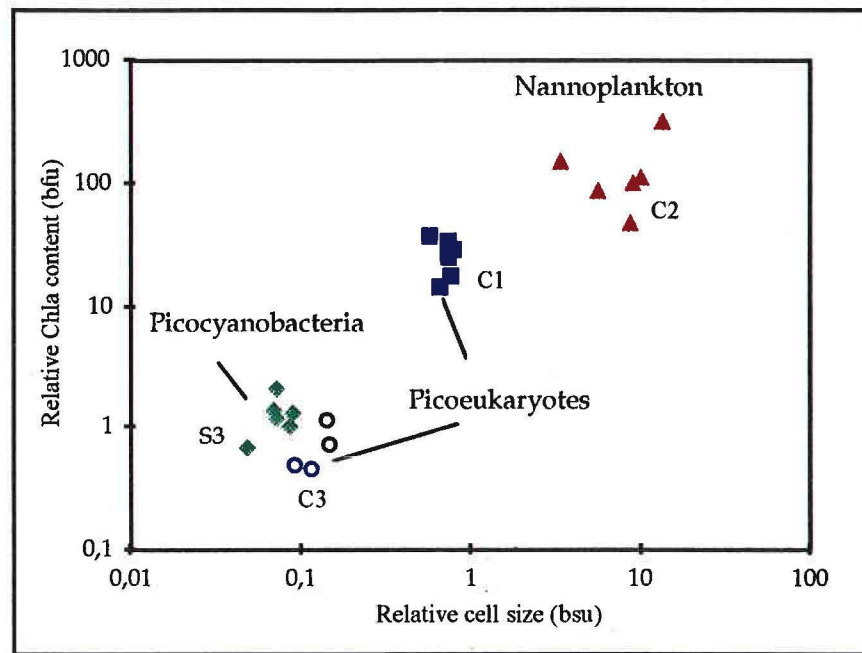 1000
Nannoplankton
100
C2
Relative Chla content (bfu)
C1
10
Picocyanobacteria
Picoeukaryotes
1
S3
C3
0,1
0,01
0,1
1
10
100
Relative cell size (bsu)